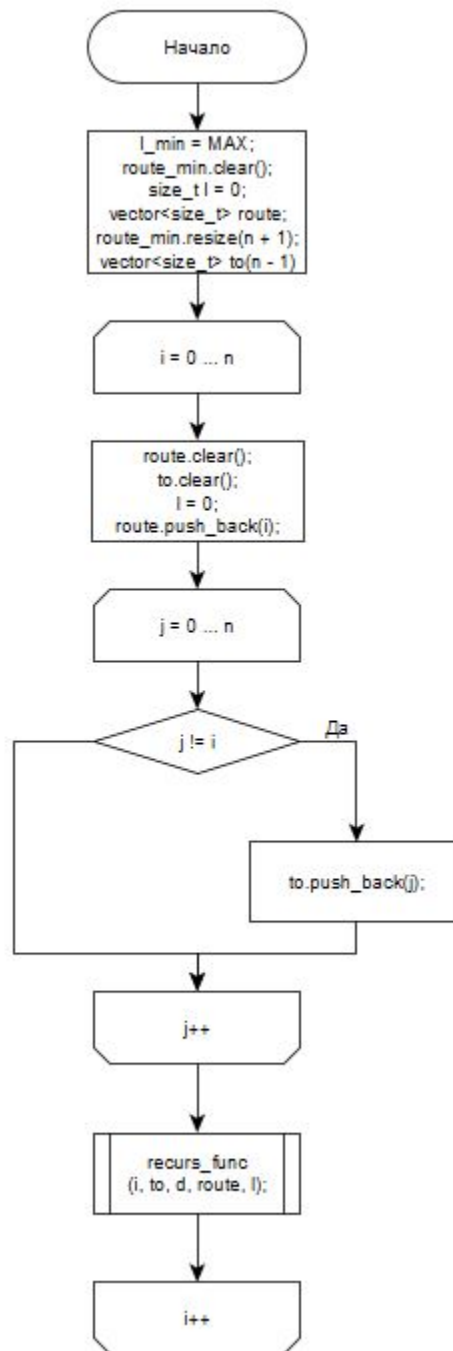 Начало
l_min = MAX;
route_min.clear();
size_t l = 0;
vector<size_t> route;
route_min.resize(n + 1);
vector<size_t> to(n - 1)
i = 0 ... n
route.clear();
to.clear();
l = 0;
route.push_back(i);
j = 0 ... n
j != i
Да
to.push_back(j);
j++
recurs_func
(i, to, d, route, l);
i++